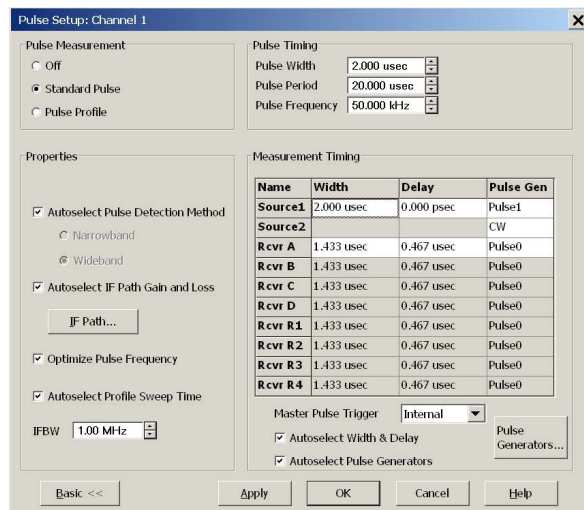 Pulse Setup: Channel 1
Pulse Measurement
Off
Standard Pulse
Pulse Profile
Pulse Timing
Pulse Width 2.000 usec
Pulse Period 20.000 usec
Pulse Frequency 50.000 kHz
Properties
Autoselect Pulse Detection Method
Narrowband
Wideband
Autoselect IF Path Gain and Loss
IF Path...
Optimize Pulse Frequency
Autoselect Profile Sweep Time
IFBW 1.00 MHz
Measurement Timing
Name Width Delay Pulse Gen
Source1 2.000 usec 0.000 psec Pulse1
Source2 CW
Rcvr A 1.433 usec 0.467 usec Pulse0
Rcvr B 1.433 usec 0.467 usec Pulse0
Rcvr C 1.433 usec 0.467 usec Pulse0
Rcvr D 1.433 usec 0.467 usec Pulse0
Rcvr R1 1.433 usec 0.467 usec Pulse0
Rcvr R2 1.433 usec 0.467 usec Pulse0
Rcvr R3 1.433 usec 0.467 usec Pulse0
Rcvr R4 1.433 usec 0.467 usec Pulse0
Master Pulse Trigger Internal
Autoselect Width & Delay
Autoselect Pulse Generators
Pulse
Generators...
Basic << Apply OK Cancel Help